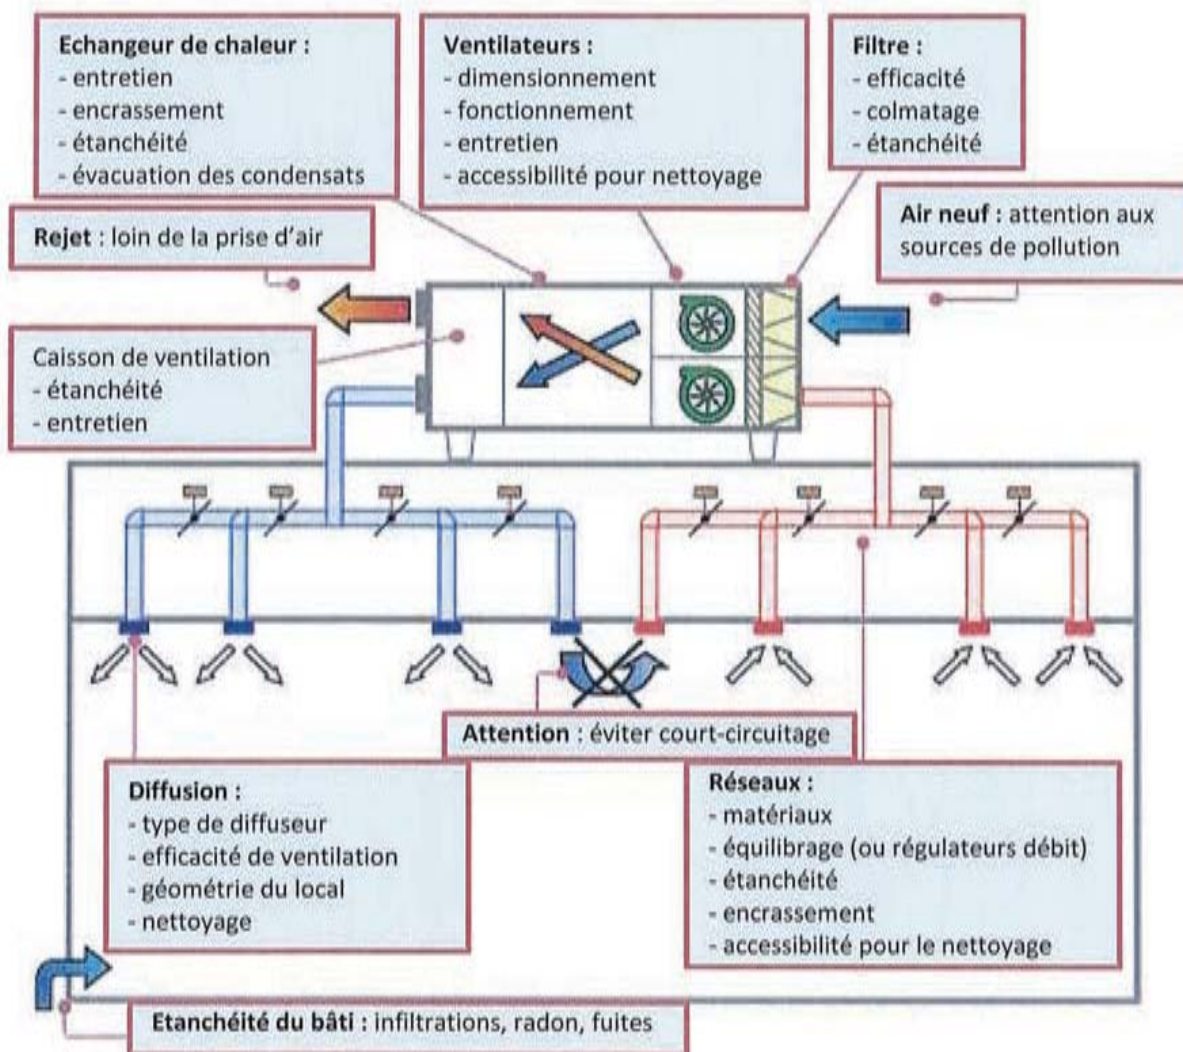 Echangeur de chaleur :
- entretien
- encrassement
- étanchéité
- évacuation des condensats
Ventilateurs :
- dimensionnement
- fonctionnement
- entretien
- accessibilité pour nettoyage
Filtre :
- efficacité
- colmatage
- étanchéité
Air neuf : attention aux
sources de pollution
Rejet : loin de la prise d'air
Caisson de ventilation
- étanchéité
- entretien
Attention : éviter court-circuitage
Diffusion :
- type de diffuseur
- efficacité de ventilation
- géométrie du local
- nettoyage
Réseaux :
- matériaux
- équilibrage (ou régulateurs débit)
- étanchéité
- encrassement
- accessibilité pour le nettoyage
Etanchéité du bâti : infiltrations, radon, fuites